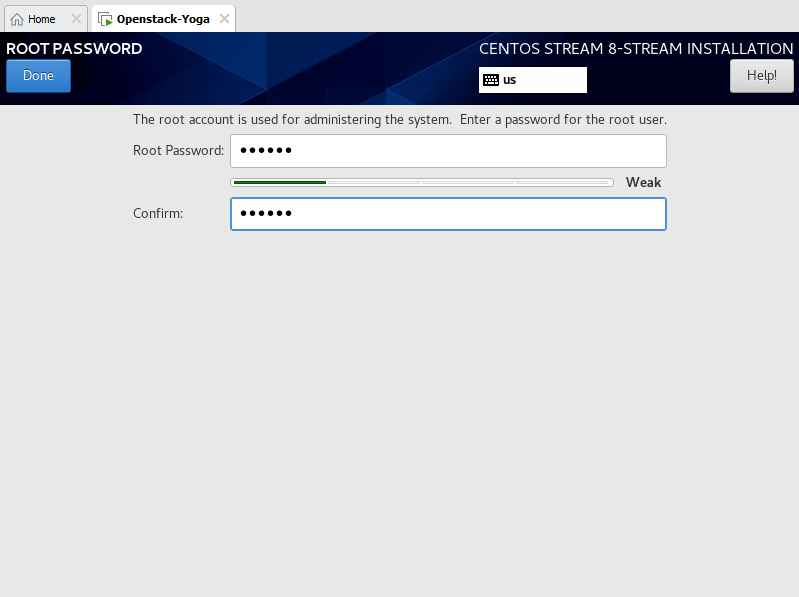 Home
Openstack-Yoga
ROOT PASSWORD
CENTOS STREAM 8-STREAM INSTALLATION
Done
us
Help!
The root account is used for administering the system.  Enter a password for the root user.
Root Password: ●●●●●●
Weak
Confirm: ●●●●●●